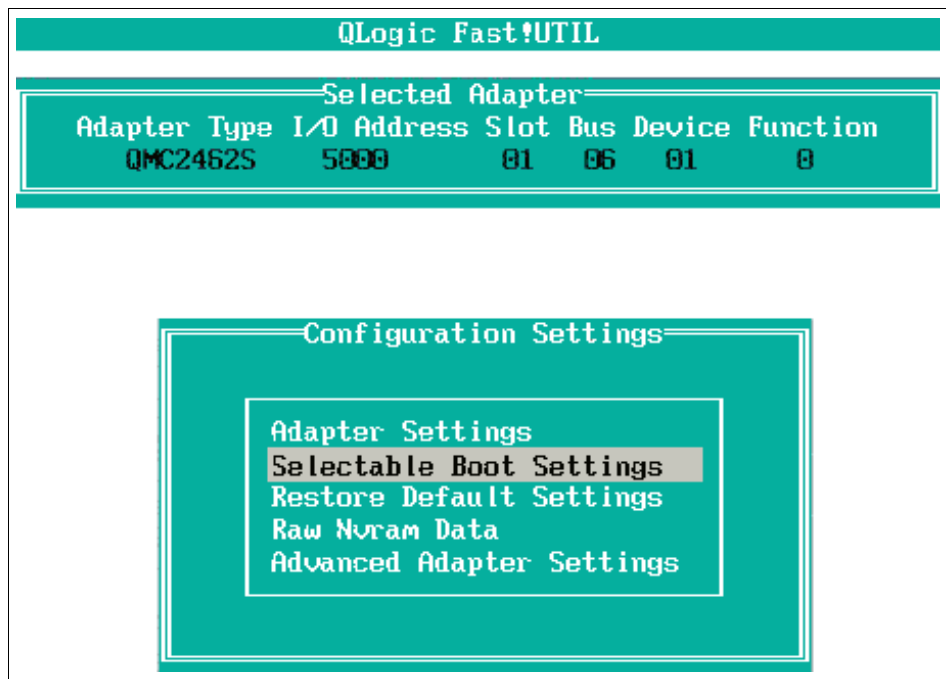 QLogic Fast!UTIL
Selected Adapter
Adapter Type I/O Address Slot Bus Device Function
QMC2462S 5000 01 06 01 0
Configuration Settings
Adapter Settings
Selectable Boot Settings
Restore Default Settings
Raw Nvram Data
Advanced Adapter Settings